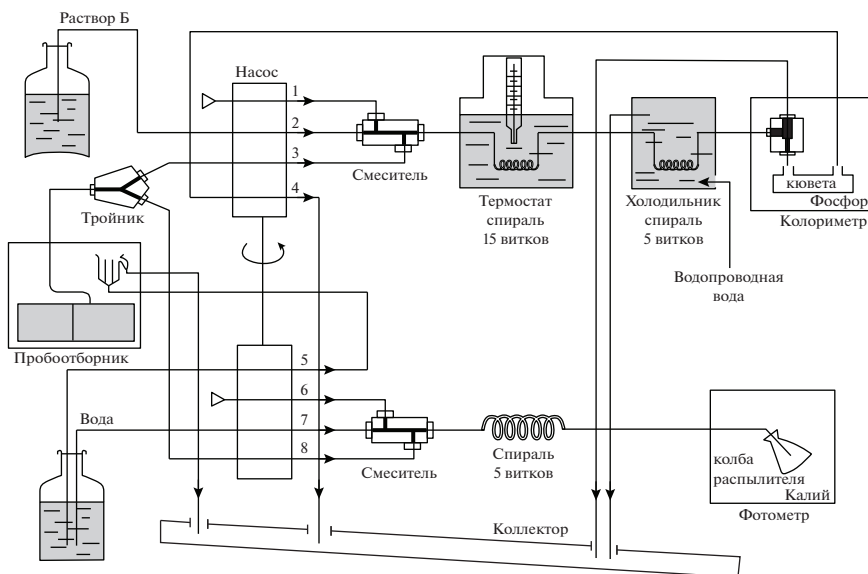 Раствор Б
Насос
1
2
3
4
Смеситель
Тройник
Термостат
спираль
15 витков
Холодильник
спираль
5 витков
кювета
Фосфор
Колориметр
Водопроводная
вода
Пробоотборник
5
6
7
8
Вода
Смеситель
Спираль
5 витков
колба
распылителя
Калий
Фотометр
Коллектор